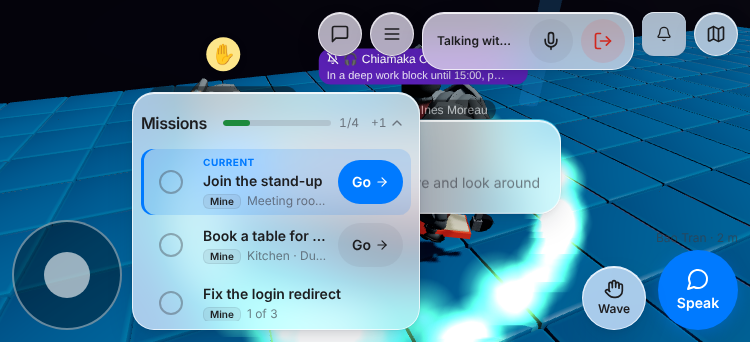 Talking wit...
Chiamaka
In a deep work block until 15:00, p...
Ines Moreau
Missions
1/4
+1
CURRENT
Join the stand-up
Mine
Meeting roo...
Go
and look around
Book a table for ...
Mine
Kitchen · Du...
Go
Fix the login redirect
Mine
1 of 3
Wave
Speak